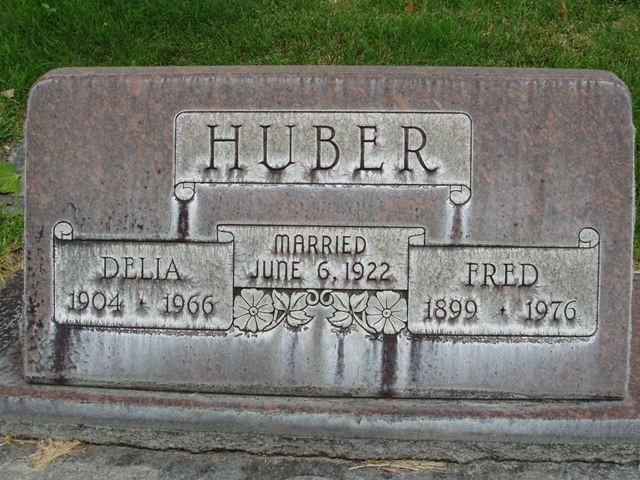 HUBER
MARRIED
JUNE 6, 1922
DELIA
1904 + 1966
FRED
1899 + 1976